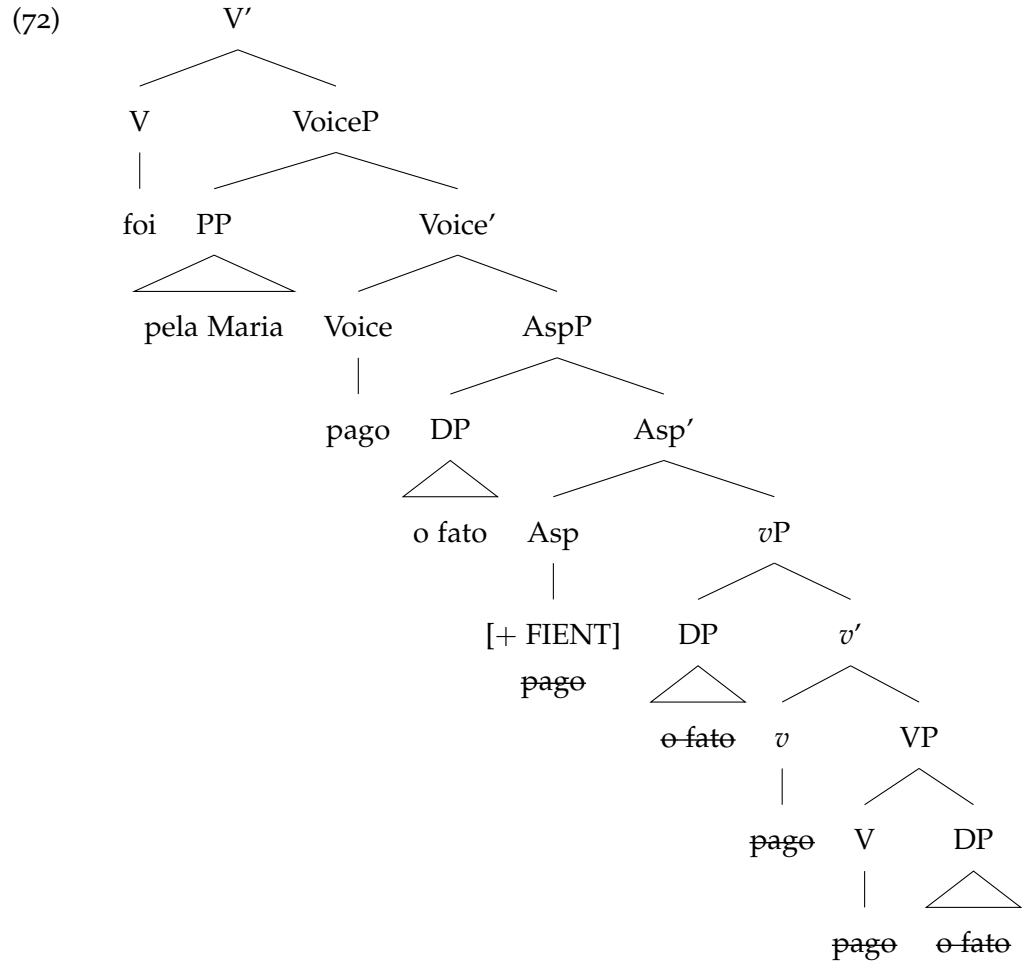 (72) V'
V VoiceP
foi PP Voice'
pela Maria Voice AspP
pago DP Asp'
o fato Asp vP
[+ FIENT] DP v'
pago
o fato v VP
pago V DP
pago o fato